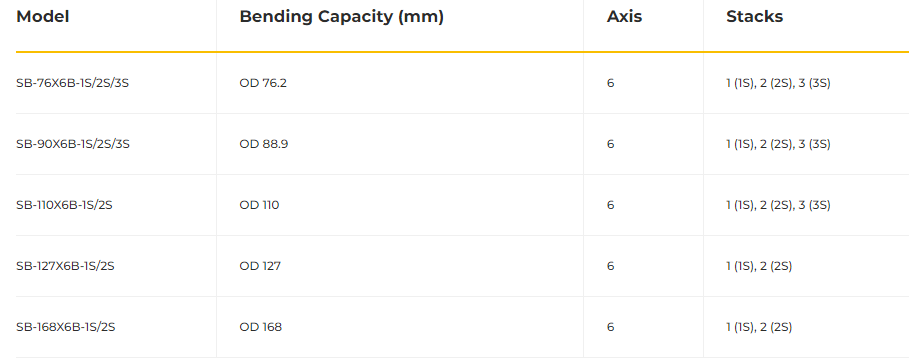 Model Bending Capacity (mm) Axis Stacks
SB-76X6B-1S/2S/3S OD 76.2 6 1 (1S), 2 (2S), 3 (3S)
SB-90X6B-1S/2S/3S OD 88.9 6 1 (1S), 2 (2S), 3 (3S)
SB-110X6B-1S/2S OD 110 6 1 (1S), 2 (2S), 3 (3S)
SB-127X6B-1S/2S OD 127 6 1 (1S), 2 (2S)
SB-168X6B-1S/2S OD 168 6 1 (1S), 2 (2S)